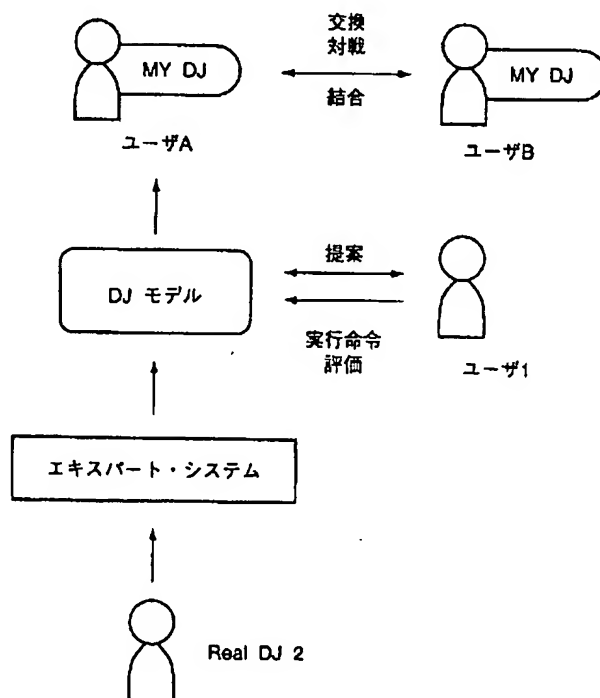 交換
対戦
MY DJ
MY DJ
結合
ユーザA
ユーザB
提案
DJ モデル
実行命令
評価
ユーザ1
エキスパート・システム
Real DJ 2